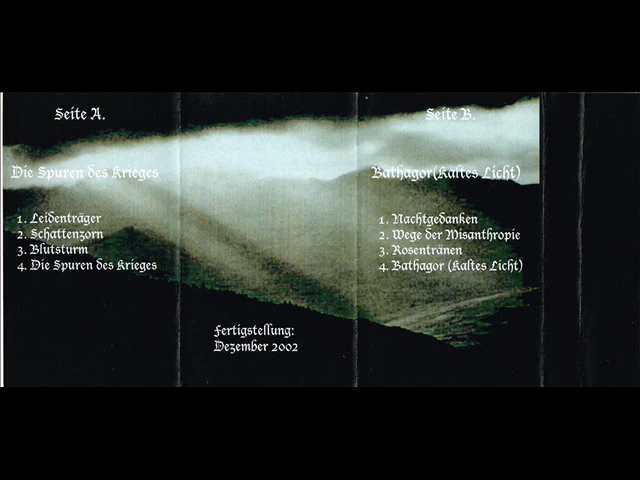 Seite A.
Die Spuren des Krieges
1. Leidenträger
2. Schattenzorn
3. Blutsturm
4. Die Spuren des Krieges
Fertigstellung:
Dezember 2002
Seite B.
Bathagor(Kaltes Licht)
1. Nachtgedanken
2. Wege der Misanthropie
3. Rosentränen
4. Bathagor (Kaltes Licht)